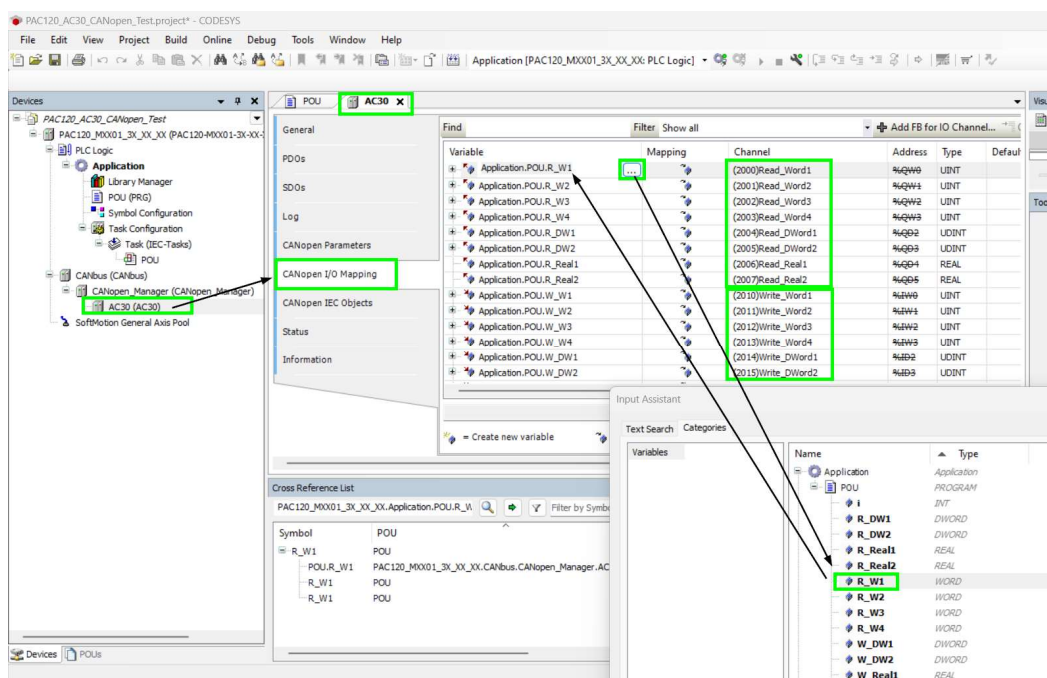 PAC120_AC30_CANopen_Test.project* - CODESYS
File Edit View Project Build Online Debug Tools Window Help
Application [PAC120_MXX01_3X_XX_XX: PLC Logic]
Devices
PAC120_AC30_CANopen_Test
PAC120_MXX01_3X_XX_XX (PAC120-MXX01-3X-XX-
PLC Logic
Application
Library Manager
POU (PRG)
Symbol Configuration
Task Configuration
Task (IEC-Tasks)
POU
CANbus (CANbus)
CANopen_Manager (CANopen_Manager)
AC30 (AC30)
SoftMotion General Axis Pool
Devices POUs
POU AC30
General
PDOs
SDOs
Log
CANopen Parameters
CANopen I/O Mapping
CANopen IEC Objects
Status
Information
Find Filter Show all Add FB for IO Channel...
Variable Mapping Channel Address Type Default
Application.POU.R_W1 ... (2000)Read_Word1 %QW0 UINT
Application.POU.R_W2 (2001)Read_Word2 %QW1 UINT
Application.POU.R_W3 (2002)Read_Word3 %QW2 UINT
Application.POU.R_W4 (2003)Read_Word4 %QW3 UINT
Application.POU.R_DW1 (2004)Read_DWord1 %QD2 UDINT
Application.POU.R_DW2 (2005)Read_DWord2 %QD3 UDINT
Application.POU.R_Real1 (2006)Read_Real1 %QD4 REAL
Application.POU.R_Real2 (2007)Read_Real2 %QD5 REAL
Application.POU.W_W1 (2010)Write_Word1 %IW0 UINT
Application.POU.W_W2 (2011)Write_Word2 %IW1 UINT
Application.POU.W_W3 (2012)Write_Word3 %IW2 UINT
Application.POU.W_W4 (2013)Write_Word4 %IW3 UINT
Application.POU.W_DW1 (2014)Write_DWord1 %ID2 UDINT
Application.POU.W_DW2 (2015)Write_DWord2 %ID3 UDINT
= Create new variable
Visu
Too
Cross Reference List
PAC120_MXX01_3X_XX_XX.Application.POU.R_W Filter by Symbo
Symbol POU
R_W1 POU
POU.R_W1 PAC120_MXX01_3X_XX_XX.CANbus.CANopen_Manager.AC
R_W1 POU
R_W1 POU
Input Assistant
Text Search Categories
Variables
Name Type
Application Application
POU PROGRAM
i INT
R_DW1 DWORD
R_DW2 DWORD
R_Real1 REAL
R_Real2 REAL
R_W1 WORD
R_W2 WORD
R_W3 WORD
R_W4 WORD
W_DW1 DWORD
W_DW2 DWORD
W_Real1 REAL